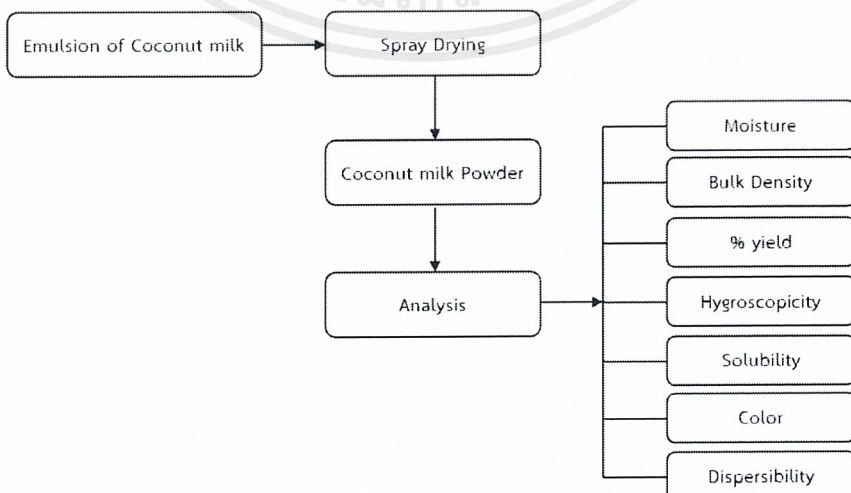 Emulsion of Coconut milk
Spray Drying
Coconut milk Powder
Analysis
Moisture
Bulk Density
% yield
Hygroscopicity
Solubility
Color
Dispersibility